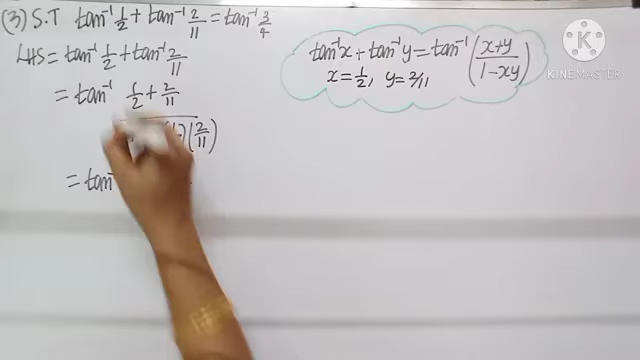 (3) S.T tan⁻¹ 1/2 + tan⁻¹ 2/11 = tan⁻¹ 3/4
LHS = tan⁻¹ 1/2 + tan⁻¹ 2/11
= tan⁻¹ 1/2 + 2/11
(2/11)
= tan⁻¹
tan⁻¹x + tan⁻¹y = tan⁻¹ (x+y / 1-xy)
x = 1/2, y = 2/11
Made with
KINEMASTER